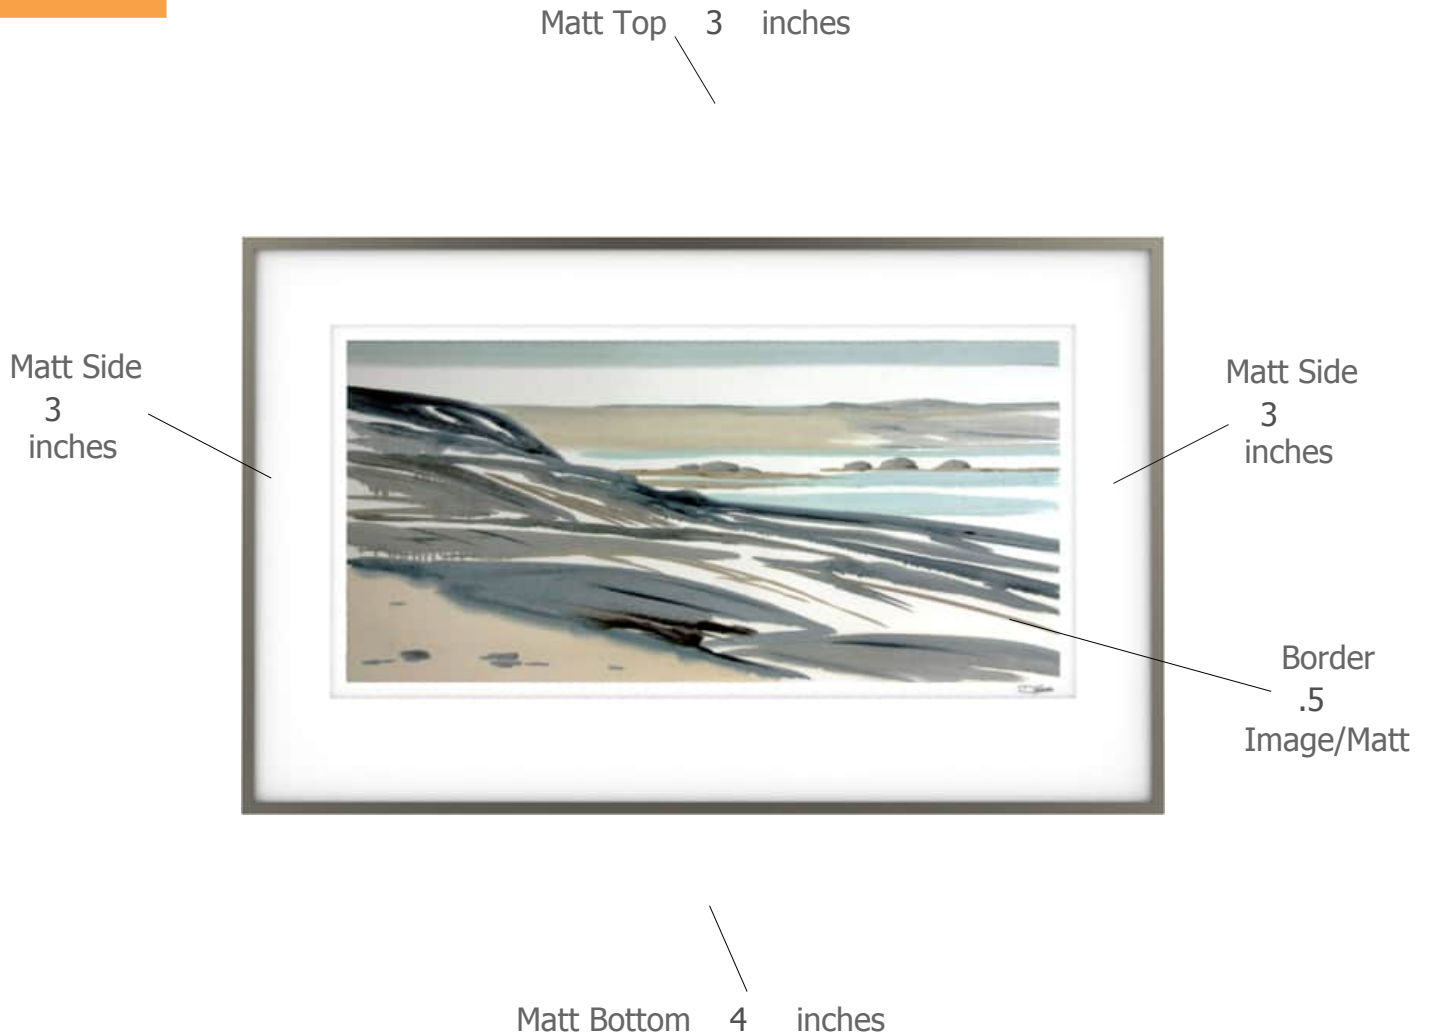 Matt Top 3 inches
Matt Side
3
inches
Matt Side
3
inches
Border
.5
Image/Matt
Matt Bottom 4 inches